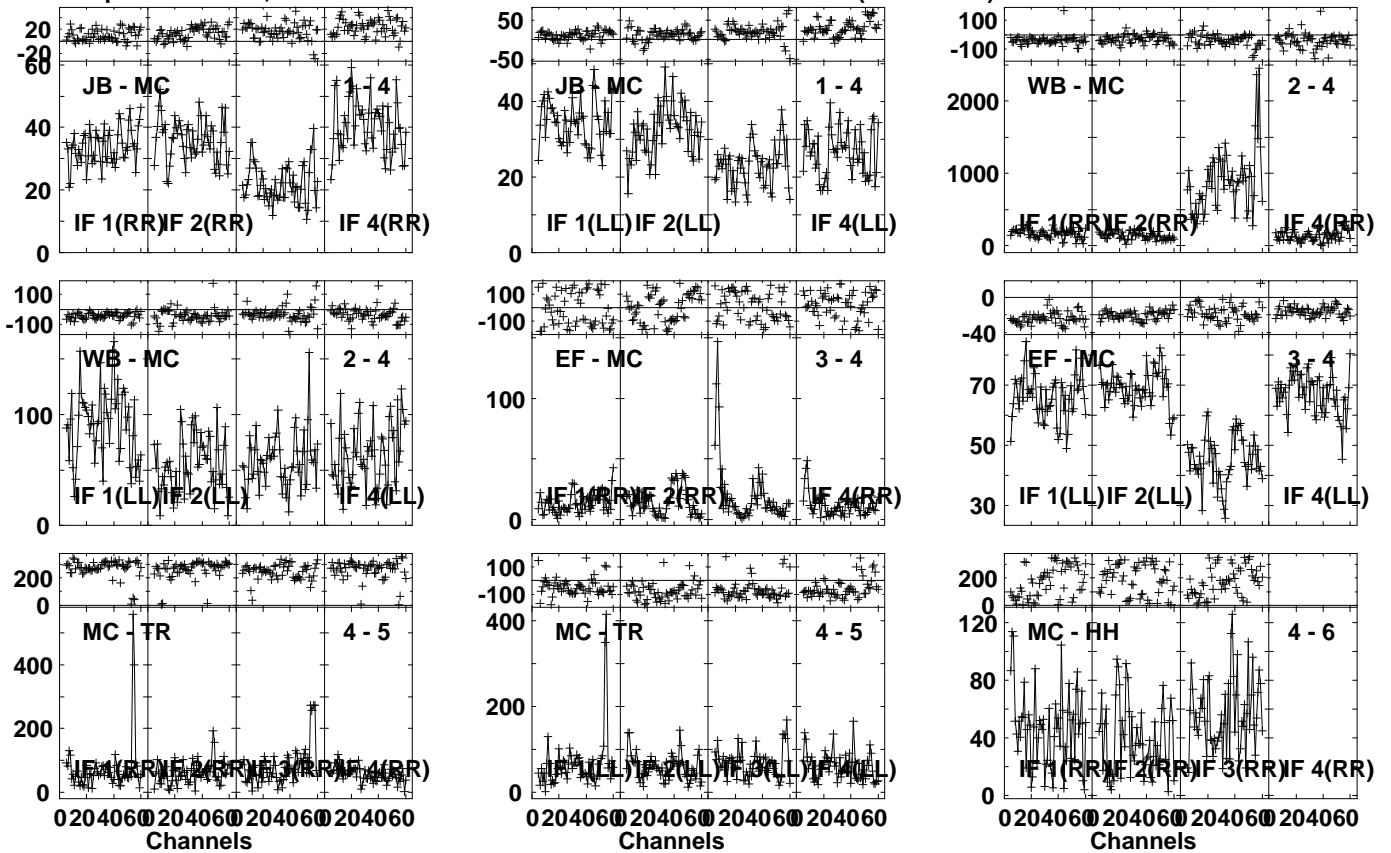 20
-20
60
40
20
0
JB - MC
1 - 4
IF 1(RR)
IF 2(RR)
IF 4(RR)
50
-50
40
20
0
JB - MC
1 - 4
IF 1(LL)
IF 2(LL)
IF 4(LL)
100
-100
2000
1000
0
WB - MC
2 - 4
IF 1(RR)
IF 2(RR)
IF 4(RR)
100
-100
100
0
WB - MC
2 - 4
IF 1(LL)
IF 2(LL)
IF 4(LL)
100
-100
100
0
EF - MC
3 - 4
IF 1(RR)
IF 2(RR)
IF 4(RR)
0
-40
70
50
30
EF - MC
3 - 4
IF 1(LL)
IF 2(LL)
IF 4(LL)
200
0
400
200
0
MC - TR
4 - 5
IF 1(RR)
IF 2(RR)
IF 3(RR)
IF 4(RR)
0 20 40 60 0 20 40 60 0 20 40 60 0 20 40 60
Channels
100
-100
400
200
0
MC - TR
4 - 5
IF 1(LL)
IF 2(LL)
IF 3(LL)
IF 4(LL)
0 20 40 60 0 20 40 60 0 20 40 60 0 20 40 60
Channels
200
0
120
80
40
0
MC - HH
4 - 6
IF 1(RR)
IF 2(RR)
IF 3(RR)
IF 4(RR)
0 20 40 60 0 20 40 60 0 20 40 60 0 20 40 60
Channels